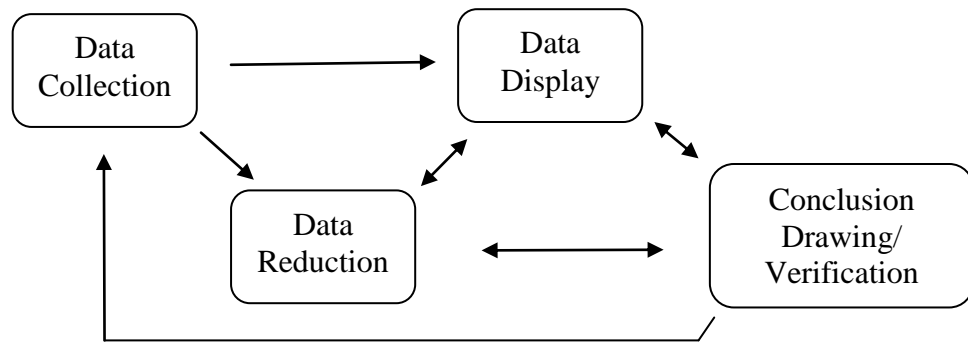 Data
Collection
Data
Display
Data
Reduction
Conclusion
Drawing/
Verification